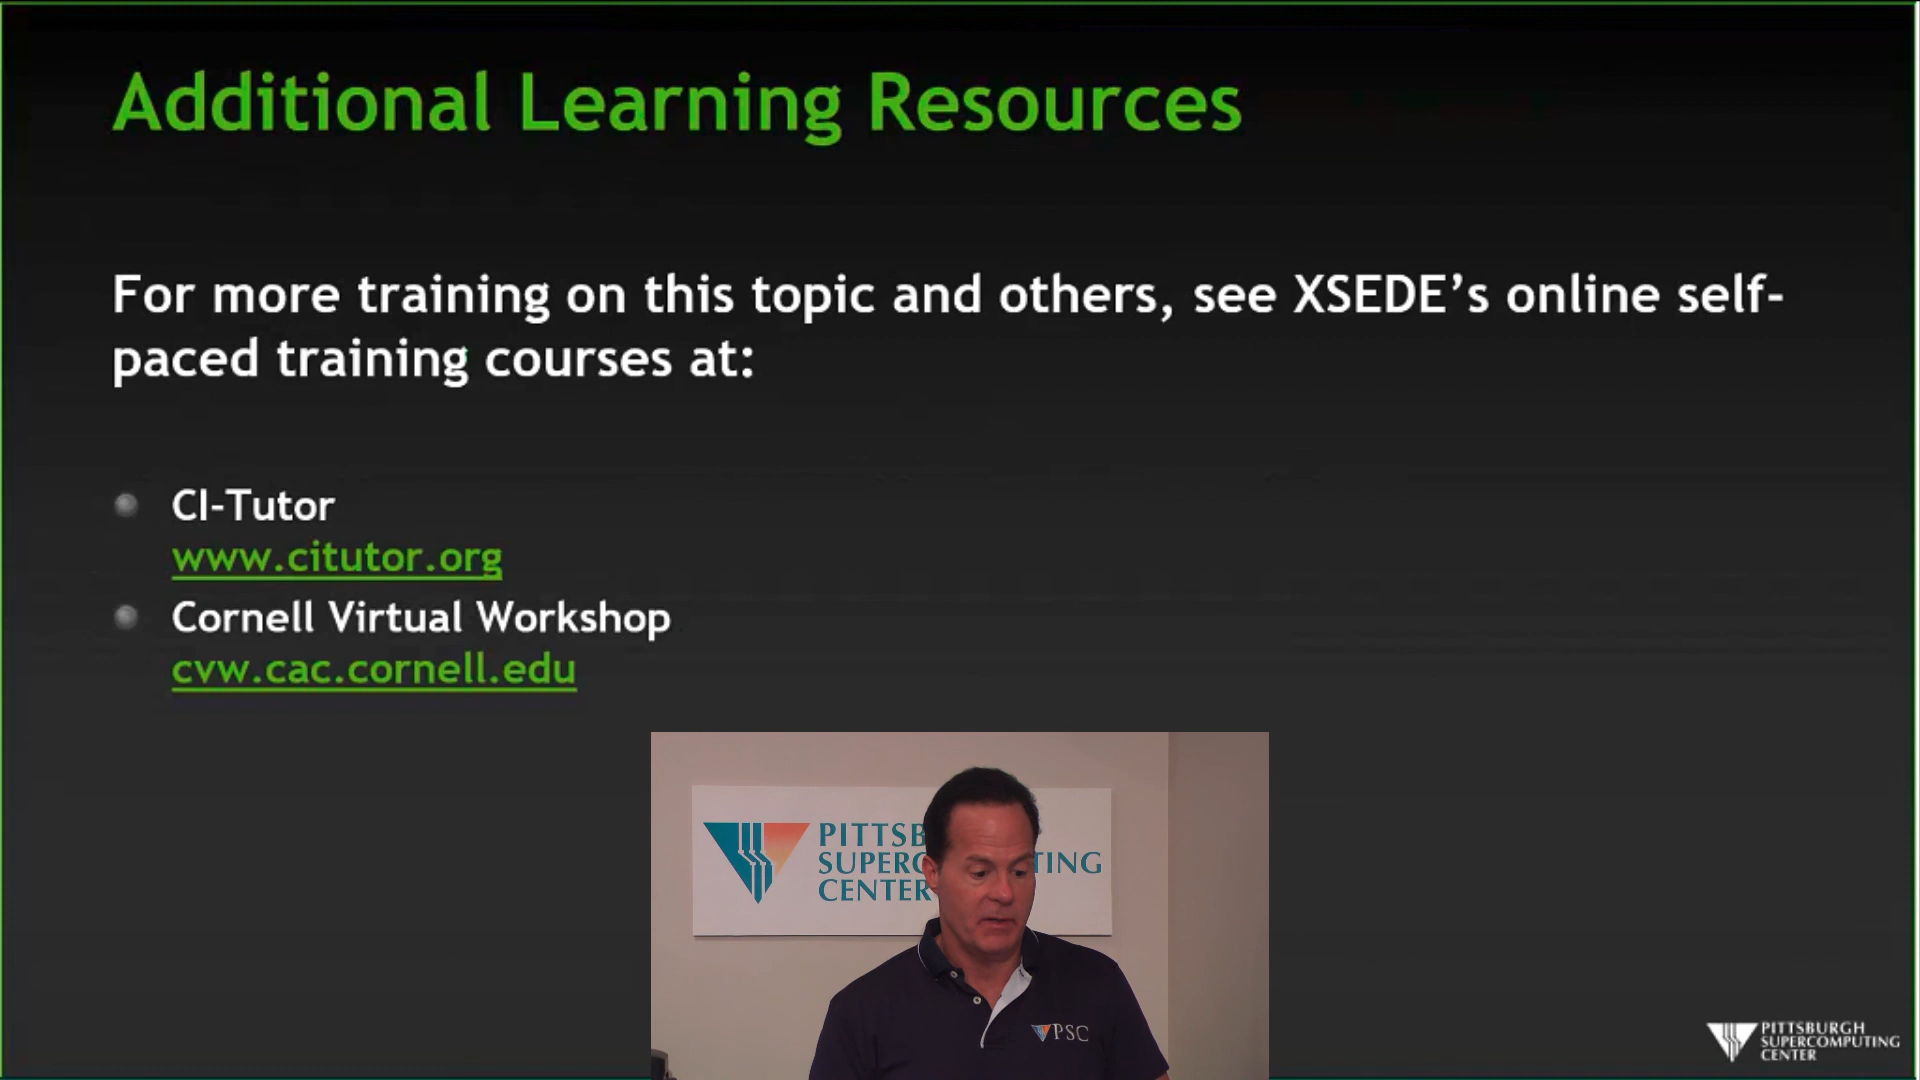 Additional Learning Resources
For more training on this topic and others, see XSEDE’s online self-
paced training courses at:
CI-Tutor
www.citutor.org
Cornell Virtual Workshop
cvw.cac.cornell.edu
PITTSB
SUPERC TING
CENTER
PSC
PITTSBURGH
SUPERCOMPUTING
CENTER